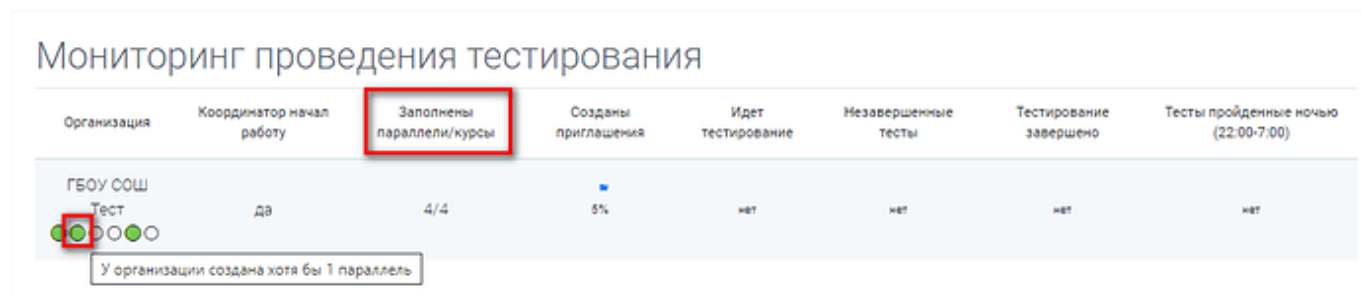 Мониторинг проведения тестирования
Организация
Координатор начал
работу
Заполнены
параллели/курсы
Созданы
приглашения
Идет
тестирование
Незавершенные
тесты
Тестирование
завершено
Тесты пройденные ночью
(22:00-7:00)
ГБОУ СОШ
Тест
да
4/4
5%
нет
нет
нет
нет
У организации создана хотя бы 1 параллель